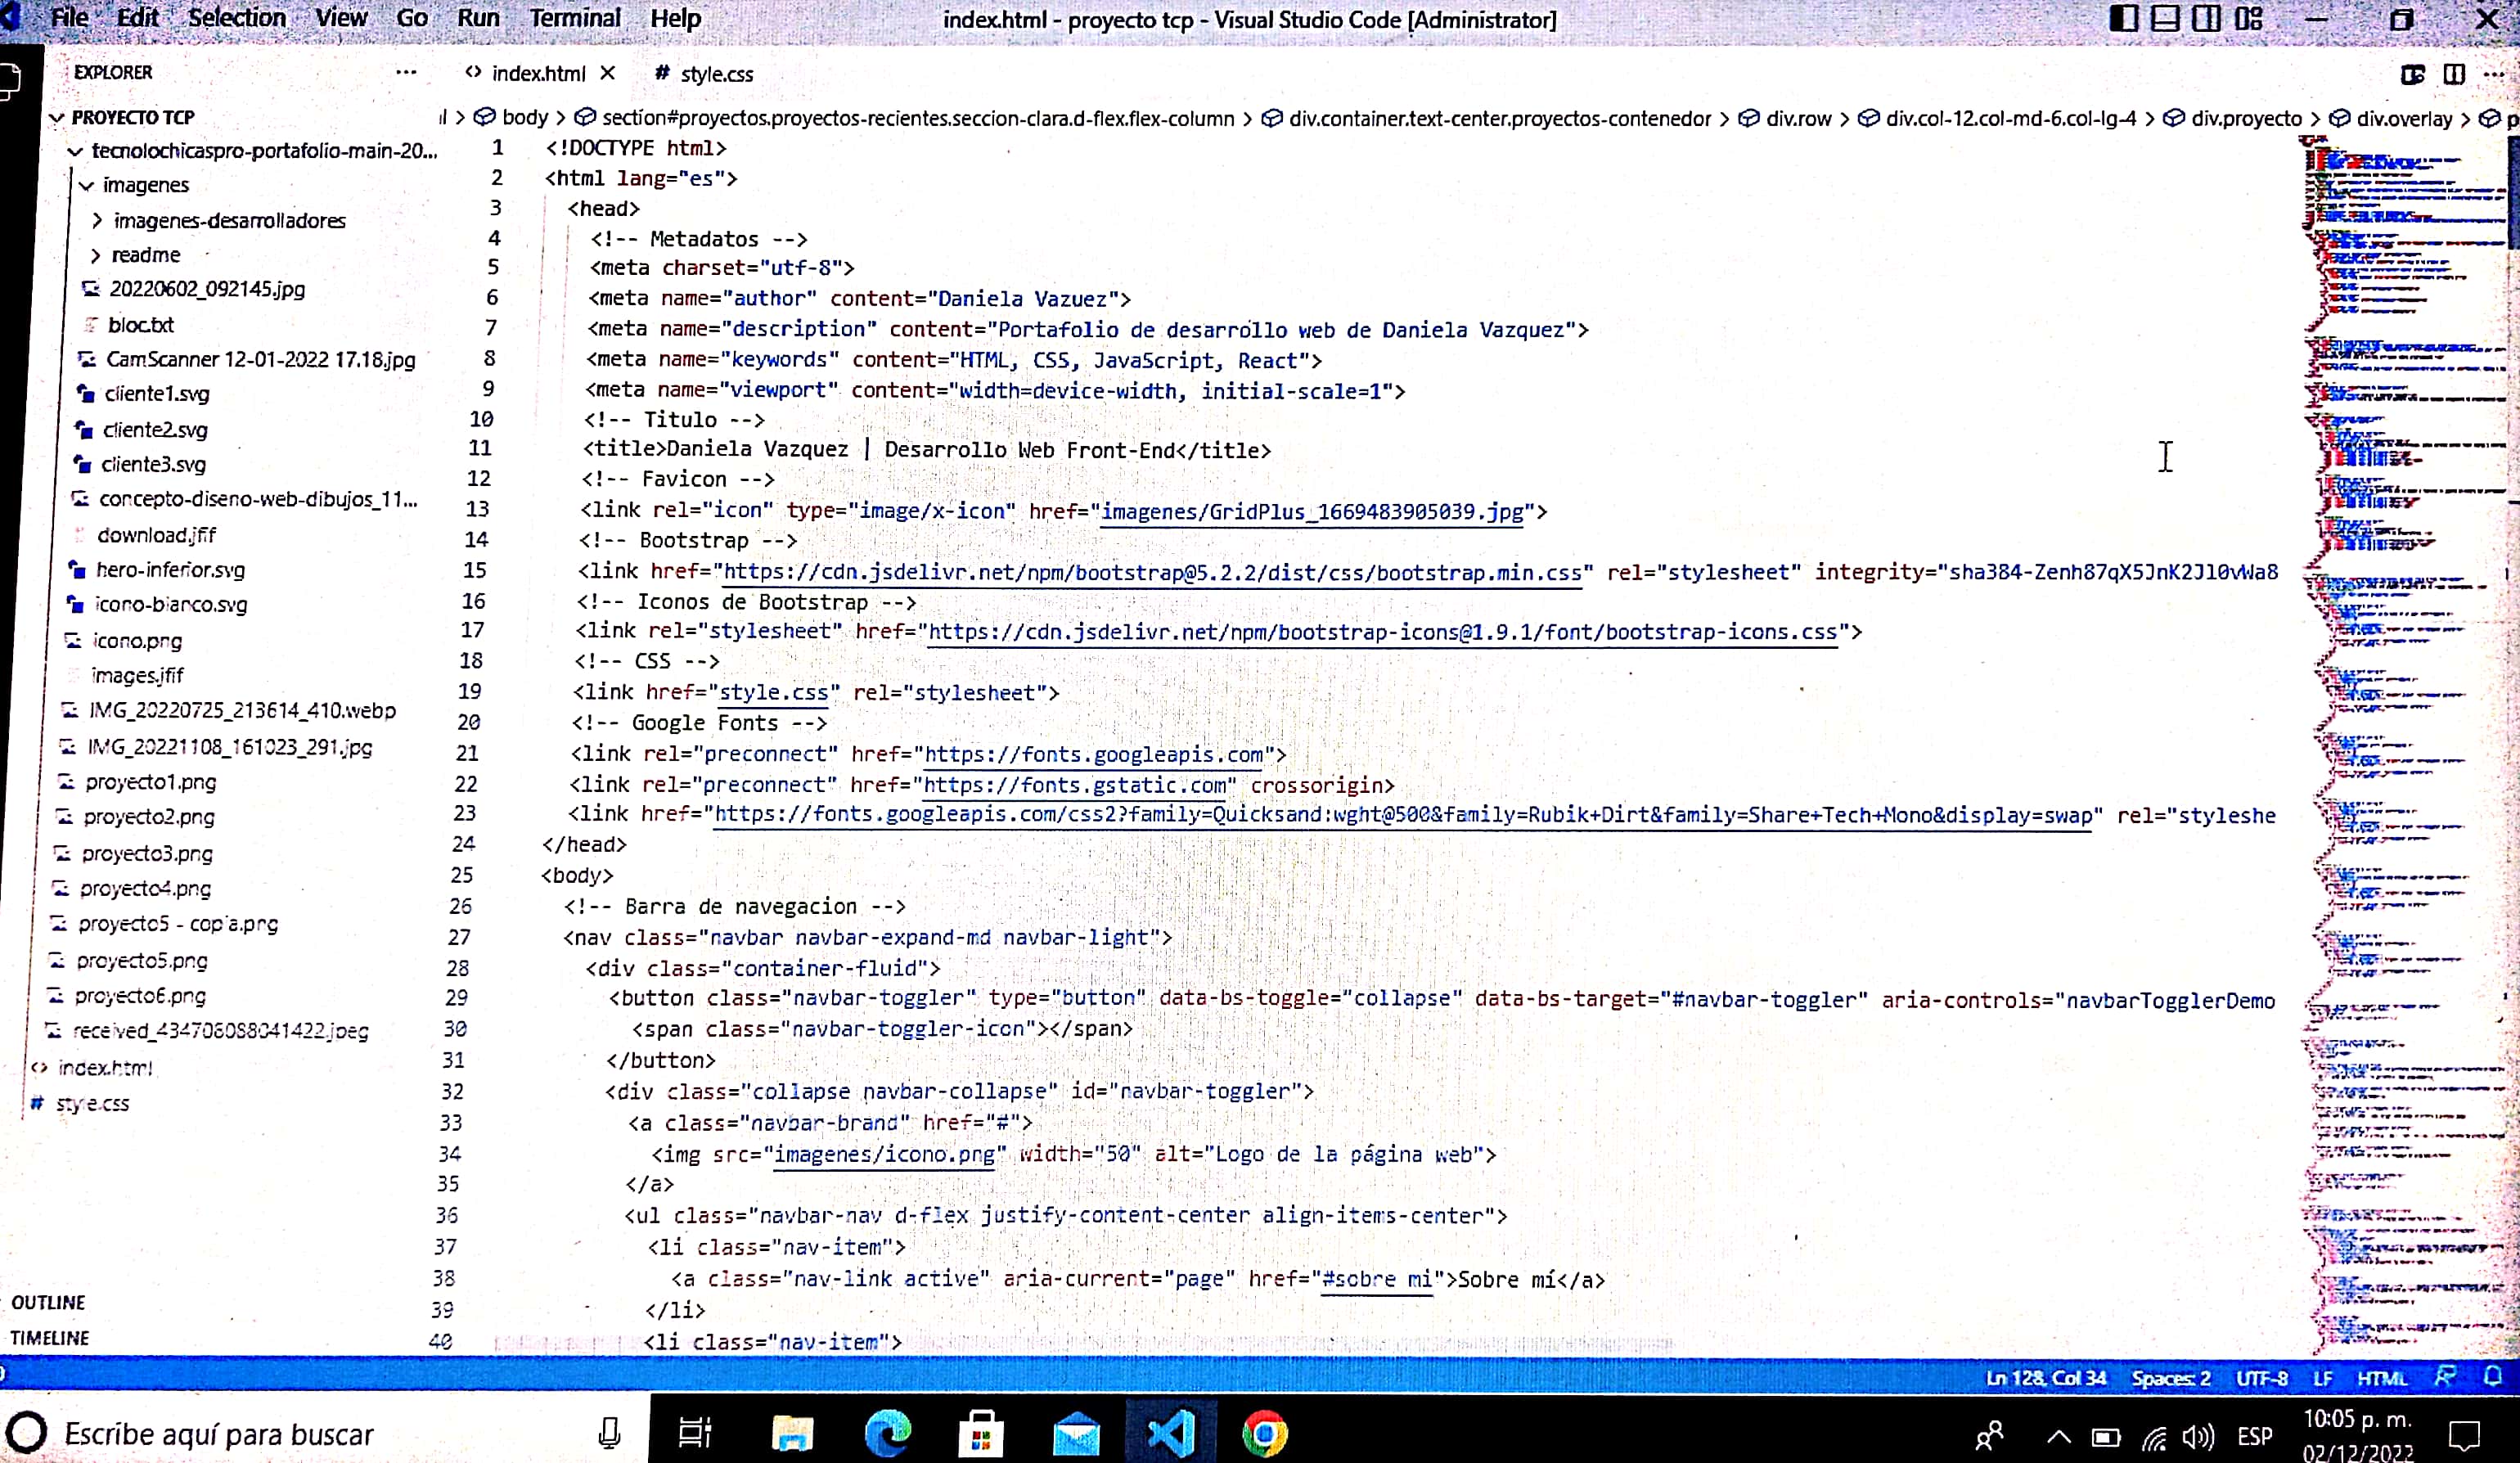 File Edit Selection View Go Run Terminal Help
index.html - proyecto tcp - Visual Studio Code [Administrator]
EXPLORER ...
index.html ×
# style.css
PROYECTO TCP
> body > section#proyectos.proyectos-recientes.seccion-clara.d-flex.flex-column > div.container.text-center.proyectos-contenedor > div.row > div.col-12.col-md-6.col-lg-4 > div.proyecto > div.overlay >
tecnolochicaspro-portafolio-main-20...
imagenes
imagenes-desarrolladores
readme
20220602_092145.jpg
bloc.txt
CamScanner 12-01-2022 17.18.jpg
cliente1.svg
cliente2.svg
cliente3.svg
concepto-diseno-web-dibujos_11...
download.jfif
hero-inferior.svg
icono-blanco.svg
icono.png
images.jfif
IMG_20220725_213614_410.webp
IMG_20221108_161023_291.jpg
proyecto1.png
proyecto2.png
proyecto3.png
proyecto4.png
proyecto5 - copia.png
proyecto5.png
proyecto6.png
received_434706088041422.jpeg
index.html
# style.css
OUTLINE
TIMELINE
1 <!DOCTYPE html>
2 <html lang="es">
3 <head>
4 <!-- Metadatos -->
5 <meta charset="utf-8">
6 <meta name="author" content="Daniela Vazuez">
7 <meta name="description" content="Portafolio de desarrollo web de Daniela Vazquez">
8 <meta name="keywords" content="HTML, CSS, JavaScript, React">
9 <meta name="viewport" content="width=device-width, initial-scale=1">
10 <!-- Titulo -->
11 <title>Daniela Vazquez | Desarrollo Web Front-End</title>
12 <!-- Favicon -->
13 <link rel="icon" type="image/x-icon" href="imagenes/GridPlus_1669483905039.jpg">
14 <!-- Bootstrap -->
15 <link href="https://cdn.jsdelivr.net/npm/bootstrap@5.2.2/dist/css/bootstrap.min.css" rel="stylesheet" integrity="sha384-Zenh87qX5JnK2Jl0vWa8
16 <!-- Iconos de Bootstrap -->
17 <link rel="stylesheet" href="https://cdn.jsdelivr.net/npm/bootstrap-icons@1.9.1/font/bootstrap-icons.css">
18 <!-- CSS -->
19 <link href="style.css" rel="stylesheet">
20 <!-- Google Fonts -->
21 <link rel="preconnect" href="https://fonts.googleapis.com">
22 <link rel="preconnect" href="https://fonts.gstatic.com" crossorigin>
23 <link href="https://fonts.googleapis.com/css2?family=Quicksand:wght@500&family=Rubik+Dirt&family=Share+Tech+Mono&display=swap" rel="styleshe
24 </head>
25 <body>
26 <!-- Barra de navegacion -->
27 <nav class="navbar navbar-expand-md navbar-light">
28 <div class="container-fluid">
29 <button class="navbar-toggler" type="button" data-bs-toggle="collapse" data-bs-target="#navbar-toggler" aria-controls="navbarTogglerDemo
30 <span class="navbar-toggler-icon"></span>
31 </button>
32 <div class="collapse navbar-collapse" id="navbar-toggler">
33 <a class="navbar-brand" href="#">
34 <img src="imagenes/icono.png" width="50" alt="Logo de la página web">
35 </a>
36 <ul class="navbar-nav d-flex justify-content-center align-items-center">
37 <li class="nav-item">
38 <a class="nav-link active" aria-current="page" href="#sobre mi">Sobre mí</a>
39 </li>
40 <li class="nav-item">
Ln 128, Col 34 Spaces: 2 UTF-8 LF HTML
Escribe aquí para buscar
ESP
10:05 p. m.
02/12/2022